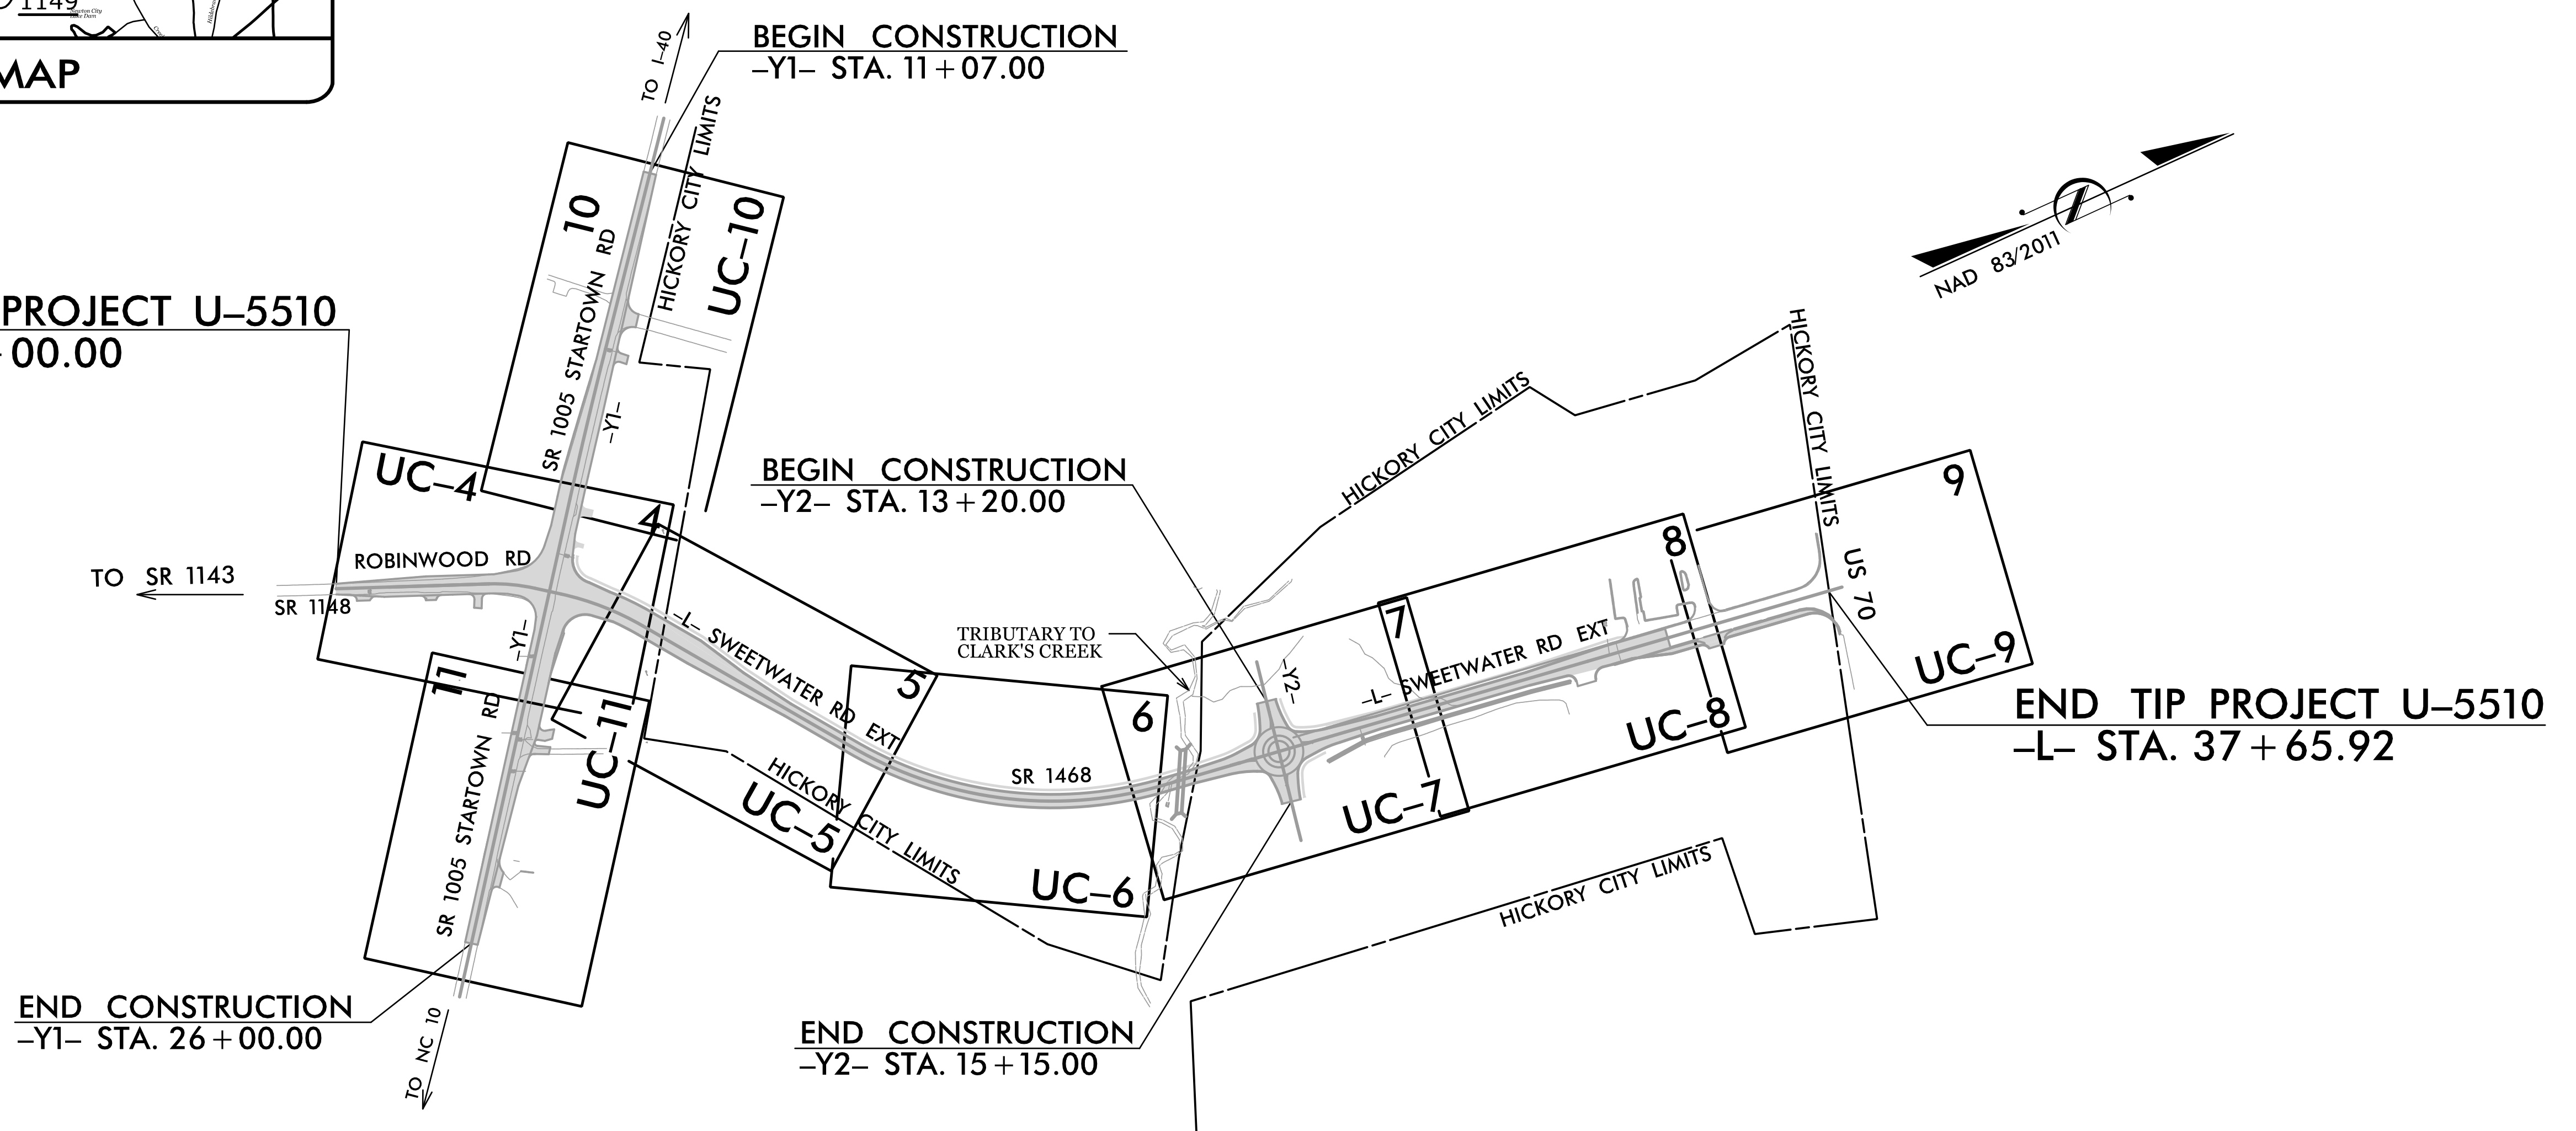 1149
Newton City
Lake Dam
MAP
BEGIN CONSTRUCTION
–Y1– STA. 11+07.00
TO I–40
HICKORY CITY LIMITS
10
UC–10
SR 1005 STARTOWN RD
–Y1–
NAD 83/2011
PROJECT U–5510
00.00
HICKORY CITY LIMITS
HICKORY CITY LIMITS
UC–4
4
BEGIN CONSTRUCTION
–Y2– STA. 13+20.00
9
8
US 70
ROBINWOOD RD
TO SR 1143
SR 1148
–Y1–
–L– SWEETWATER RD EXT
TRIBUTARY TO
CLARK'S CREEK
7
–Y2–
–L– SWEETWATER RD EXT
UC–9
11
5
6
UC–8
END TIP PROJECT U–5510
–L– STA. 37+65.92
UC–11
SR 1005 STARTOWN RD
SR 1468
HICKORY CITY LIMITS
UC–5
UC–7
UC–6
HICKORY CITY LIMITS
END CONSTRUCTION
–Y1– STA. 26+00.00
END CONSTRUCTION
–Y2– STA. 15+15.00
TO NC 10